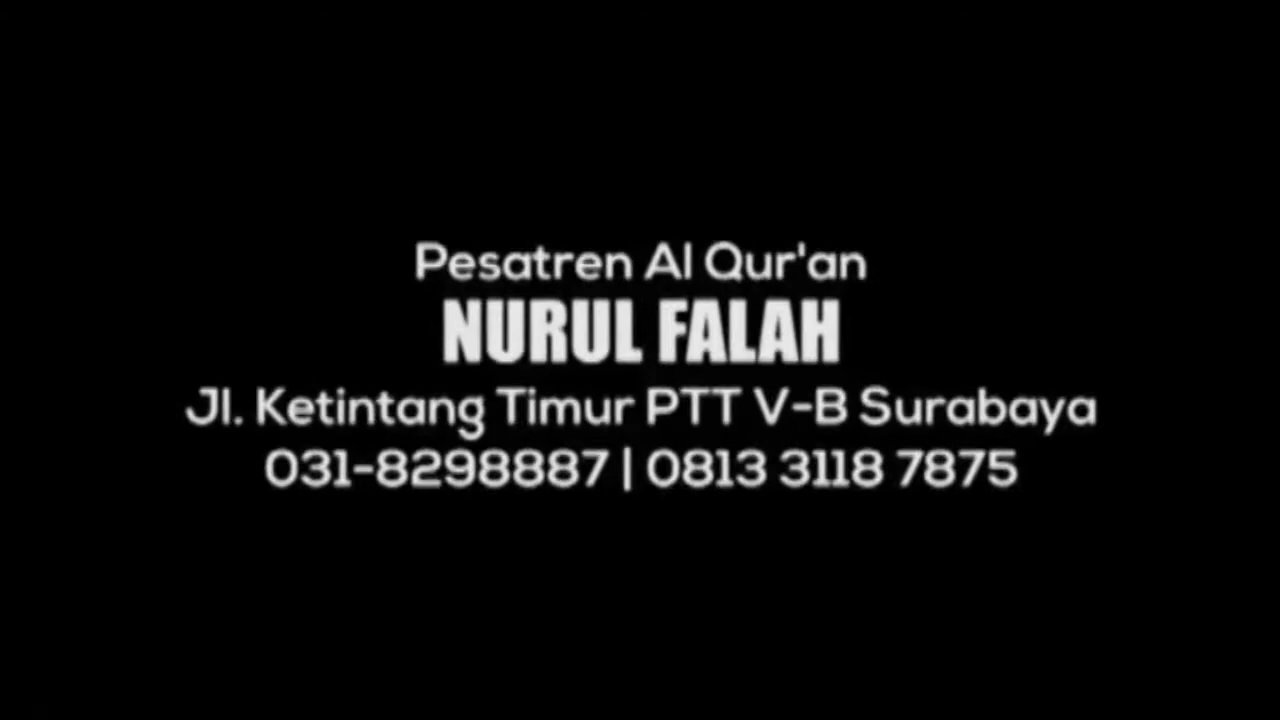 Pesatren Al Qur'an
NURUL FALAH
Jl. Ketintang Timur PTT V-B Surabaya
031-8298887 | 0813 3118 7875